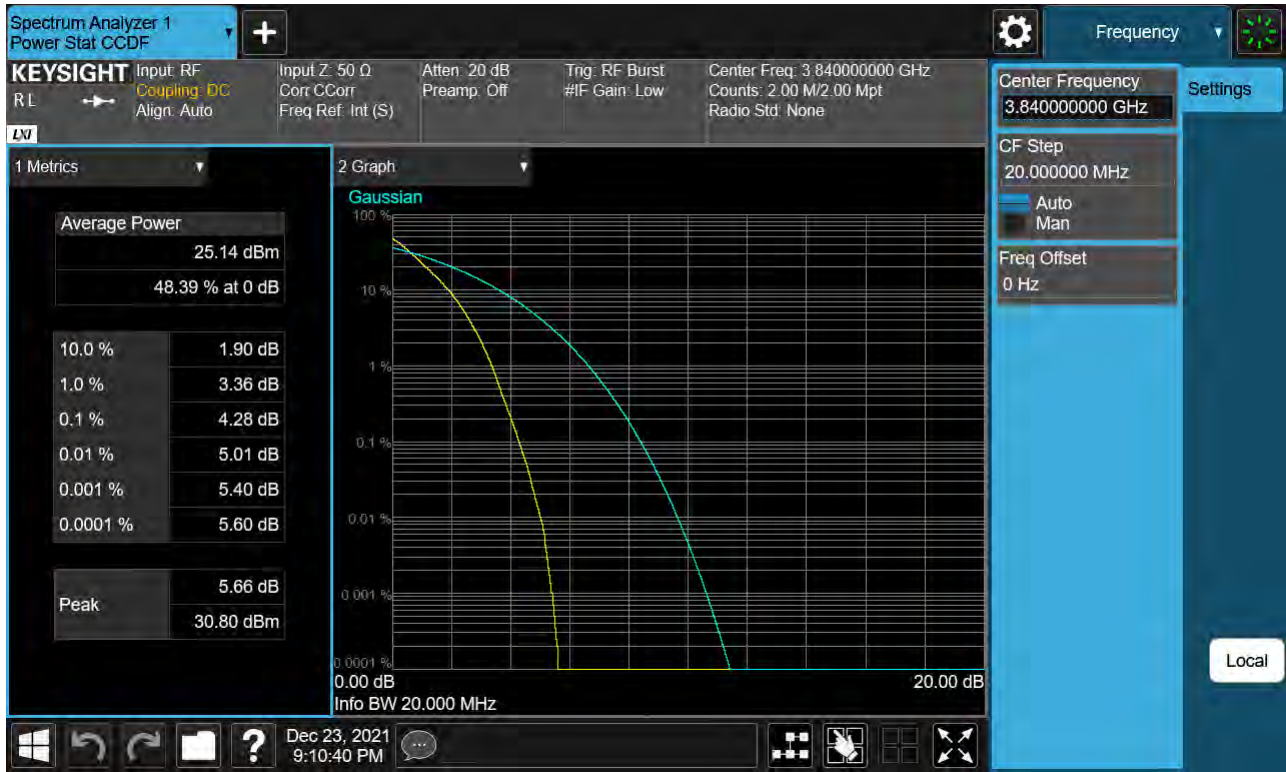 Spectrum Analyzer 1
Power Stat CCDF
Frequency
KEYSIGHT
RL
LXI
Input: RF
Coupling: DC
Align: Auto
Input Z: 50 Ω
Corr CCorr
Freq Ref: Int (S)
Atten: 20 dB
Preamp: Off
Trig: RF Burst
#IF Gain: Low
Center Freq: 3.840000000 GHz
Counts: 2.00 M/2.00 Mpt
Radio Std: None
Center Frequency
3.840000000 GHz
Settings
CF Step
20.000000 MHz
Auto
Man
Freq Offset
0 Hz
Local
1 Metrics
Average Power
25.14 dBm
48.39 % at 0 dB
10.0 % 1.90 dB
1.0 % 3.36 dB
0.1 % 4.28 dB
0.01 % 5.01 dB
0.001 % 5.40 dB
0.0001 % 5.60 dB
Peak
5.66 dB
30.80 dBm
2 Graph
Gaussian
100 %
10 %
1 %
0.1 %
0.01 %
0.001 %
0.0001 %
0.00 dB
20.00 dB
Info BW 20.000 MHz
?
Dec 23, 2021
9:10:40 PM